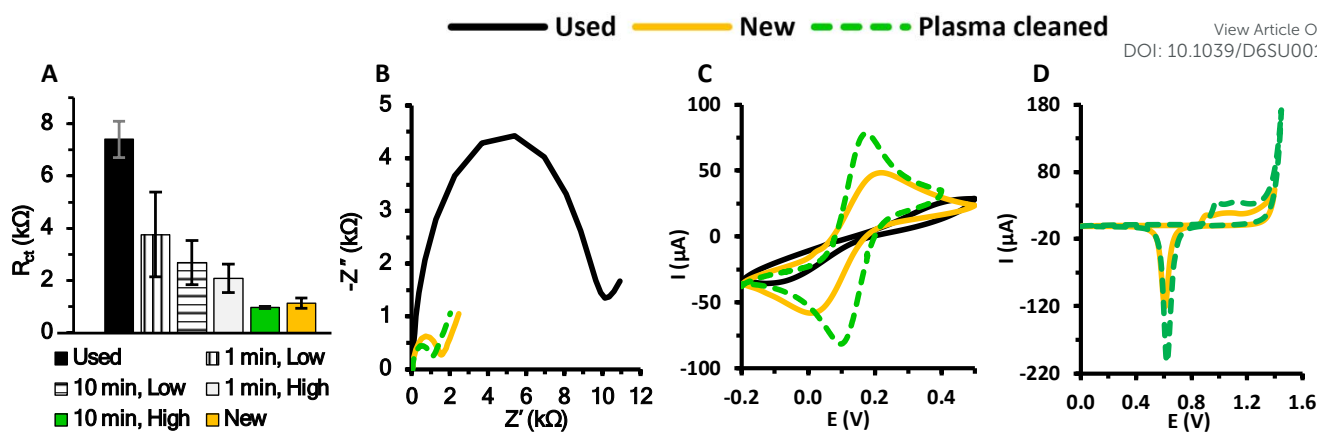 Used New Plasma cleaned
View Article O
DOI: 10.1039/D6SU001
A
B
C
D
Rct (kΩ)
8
6
4
2
0
Used
1 min, Low
10 min, Low
1 min, High
10 min, High
New
-Z″ (kΩ)
5
4
3
2
1
0
0 2 4 6 8 10 12
Z′ (kΩ)
I (µA)
100
50
0
-50
-100
-0.2 0.0 0.2 0.4
E (V)
I (µA)
180
80
-20
-120
-220
0.0 0.4 0.8 1.2 1.6
E (V)